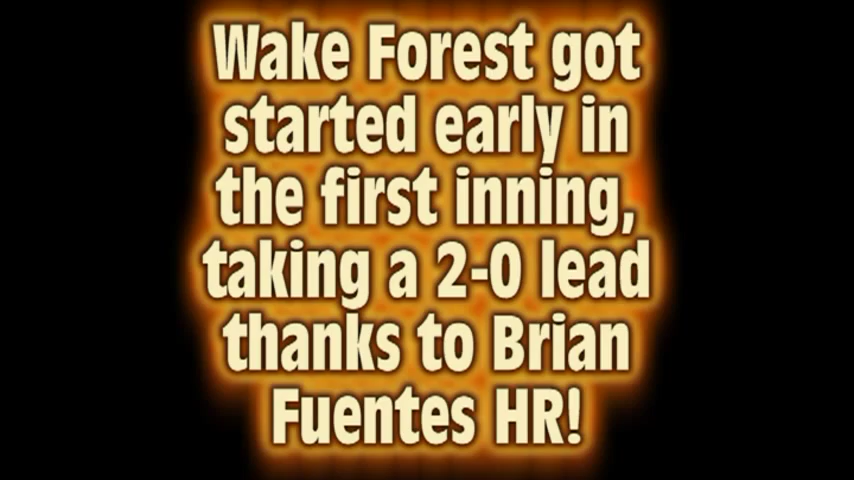 Wake Forest got
started early in
the first inning,
taking a 2-0 lead
thanks to Brian
Fuentes HR!